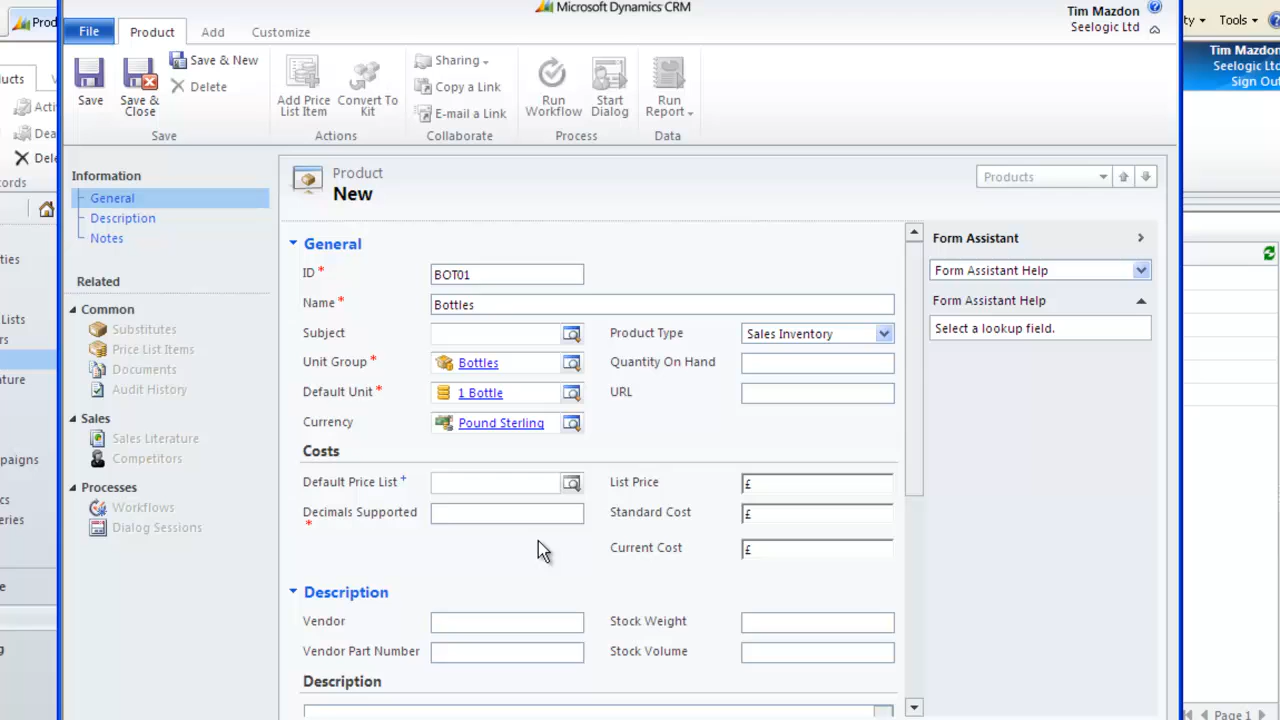 Microsoft Dynamics CRM
Tim Mazdon
Seelogic Ltd
File
Product
Add
Customize
Save
Save & Close
Save & New
Delete
Save
Add Price List Item
Convert To Kit
Actions
Sharing
Copy a Link
E-mail a Link
Collaborate
Run Workflow
Start Dialog
Process
Run Report
Data
Information
General
Description
Notes
Related
Common
Substitutes
Price List Items
Documents
Audit History
Sales
Sales Literature
Competitors
Processes
Workflows
Dialog Sessions
Product
New
Products
General
ID *
BOT01
Name *
Bottles
Subject
Product Type
Sales Inventory
Unit Group *
Bottles
Quantity On Hand
Default Unit *
1 Bottle
URL
Currency
Pound Sterling
Costs
Default Price List +
List Price
£
Decimals Supported *
Standard Cost
£
Current Cost
£
Description
Vendor
Stock Weight
Vendor Part Number
Stock Volume
Description
Form Assistant
Form Assistant Help
Form Assistant Help
Select a lookup field.
Tools
Tim Mazdon
Seelogic Ltd
Sign Out
Page 1
Prod
Lists